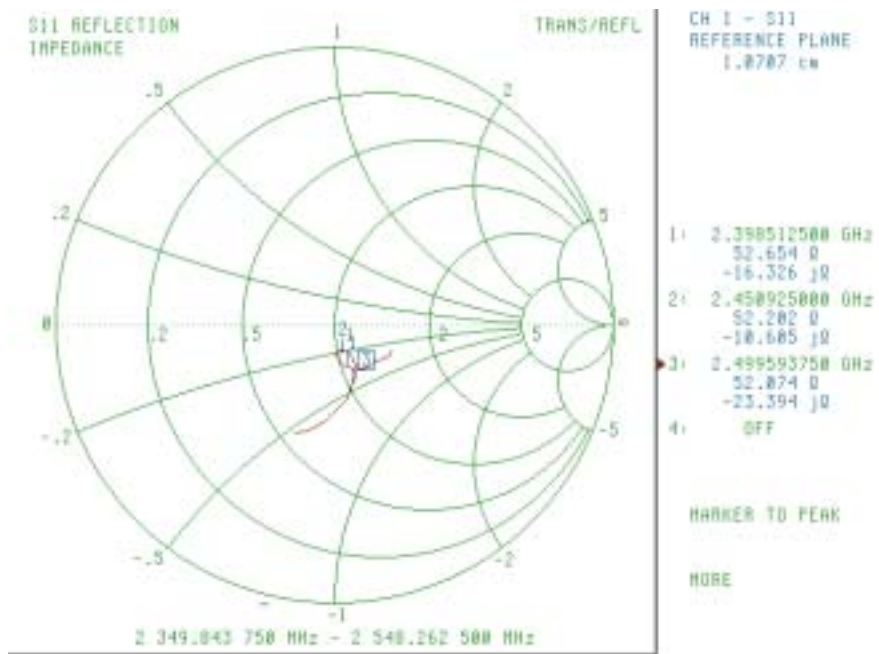 S11 REFLECTION
IMPEDANCE
TRANS/REFL
CH 1 - S11
REFERENCE PLANE
1.0707 cm
1
.5
2
.2
5
0
.2
.5
2
5
∞
-.2
-5
-.5
-2
-1
1: 2.398512500 GHz
52.654 Ω
-16.326 jΩ
2: 2.450925000 GHz
52.202 Ω
-10.605 jΩ
3: 2.499593750 GHz
52.074 Ω
-23.394 jΩ
4: OFF
MARKER TO PEAK
MORE
2 349.843 750 MHz - 2 548.262 500 MHz